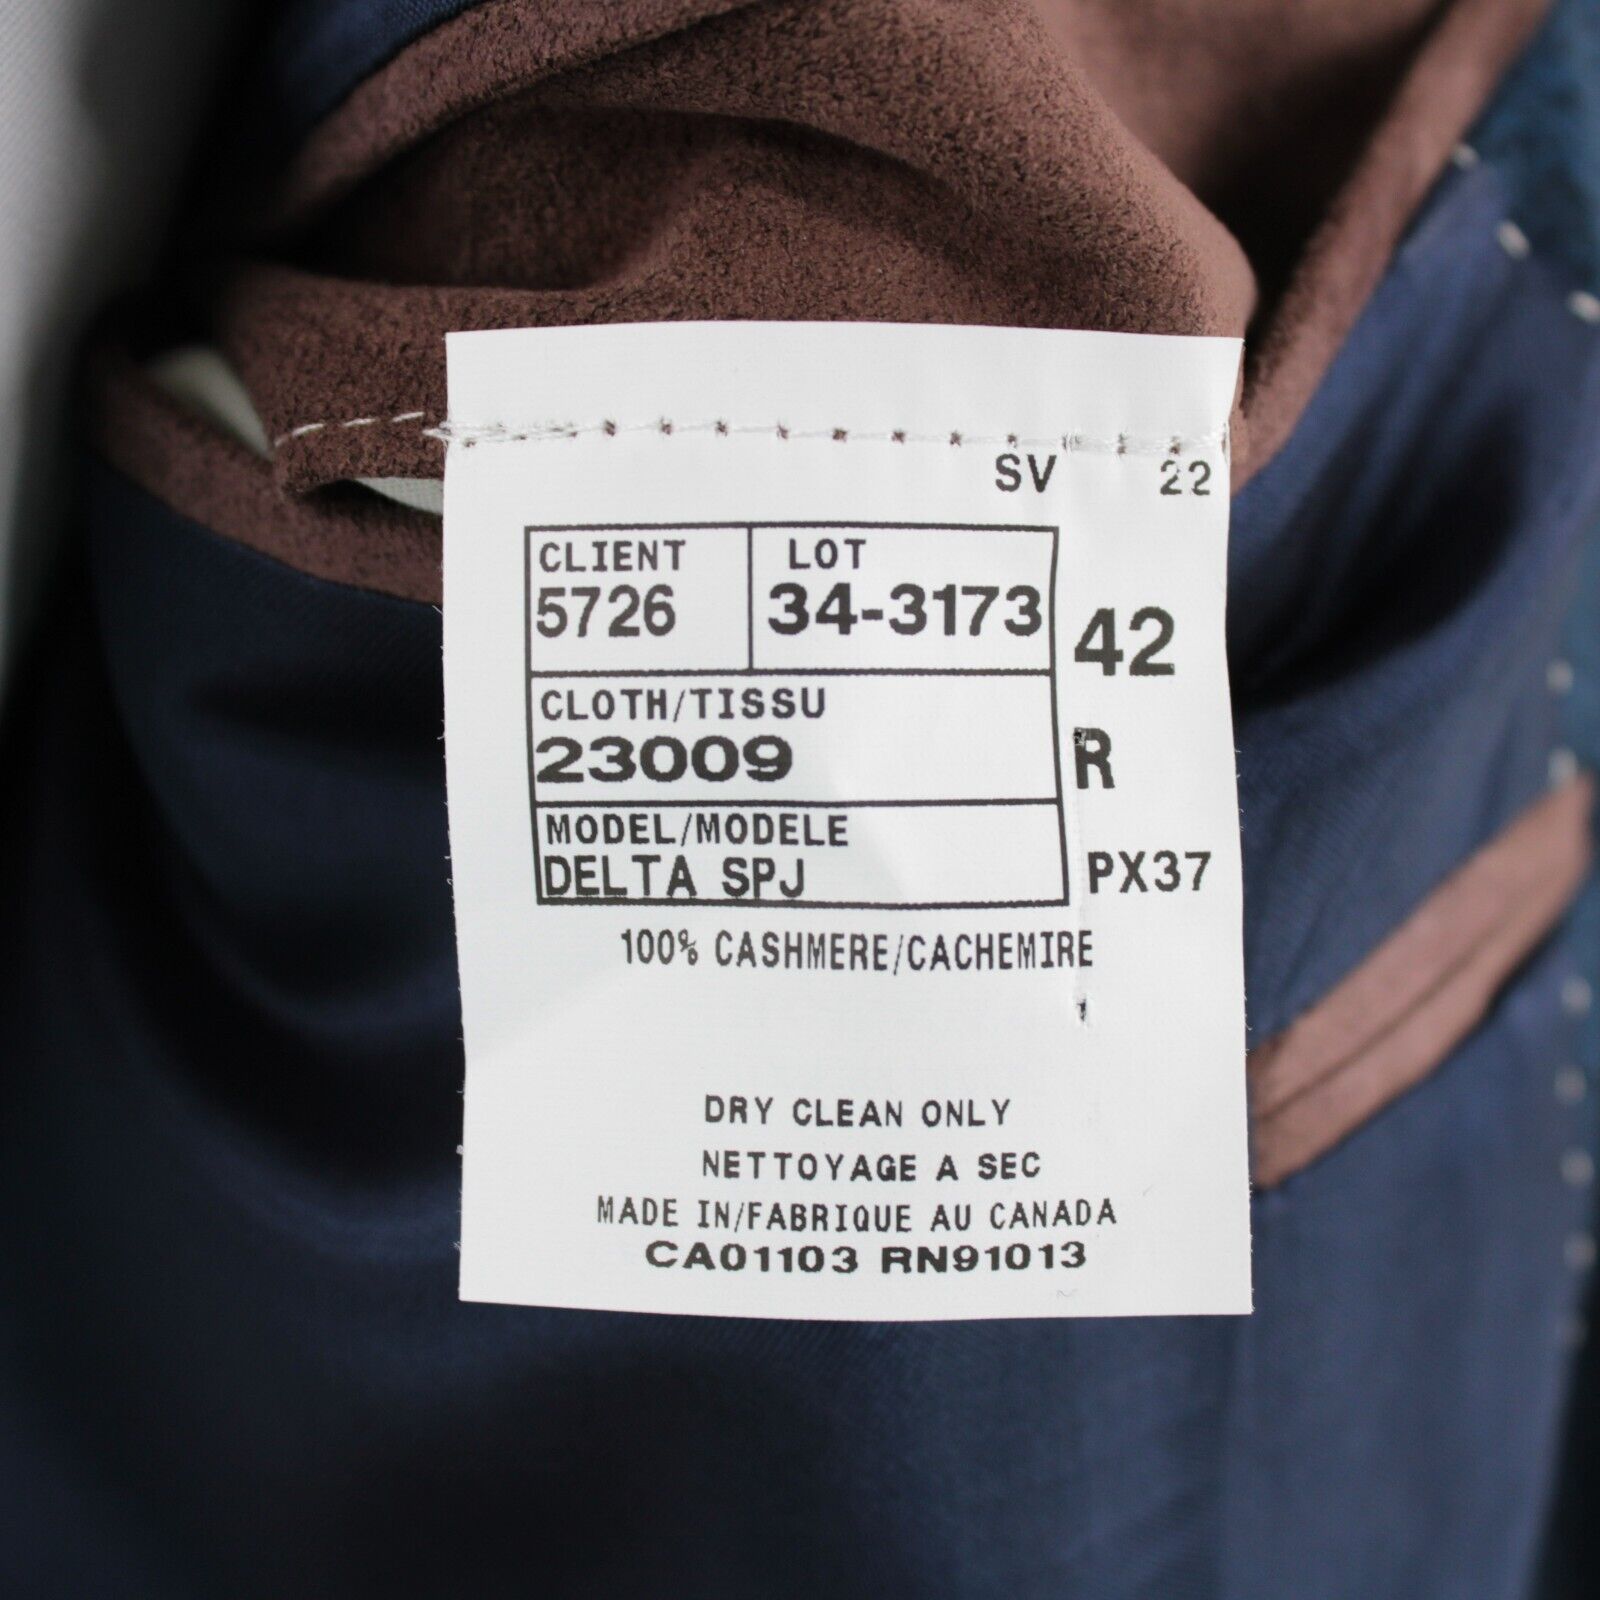 SV 22
CLIENT LOT
5726 34-3173
42
CLOTH/TISSU
23009
R
MODEL/MODELE
DELTA SPJ
PX37
100% CASHMERE/CACHEMIRE
DRY CLEAN ONLY
NETTOYAGE A SEC
MADE IN/FABRIQUE AU CANADA
CA01103 RN91013